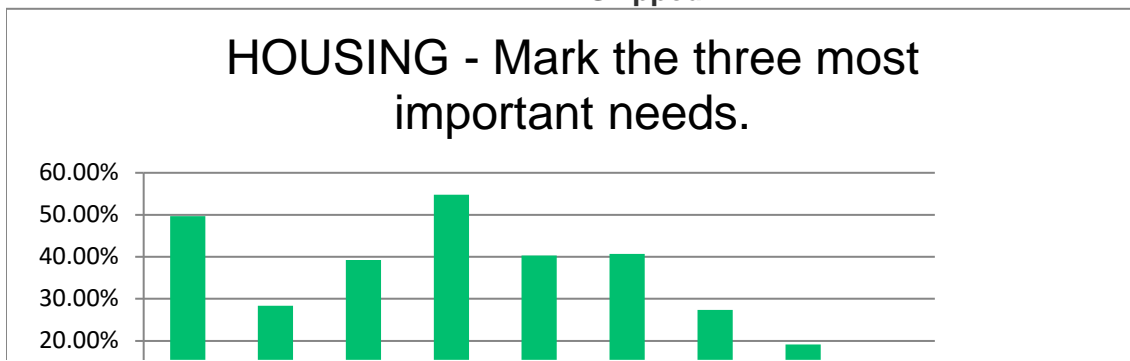 HOUSING - Mark the three most
important needs.
60.00%
50.00%
40.00%
30.00%
20.00%